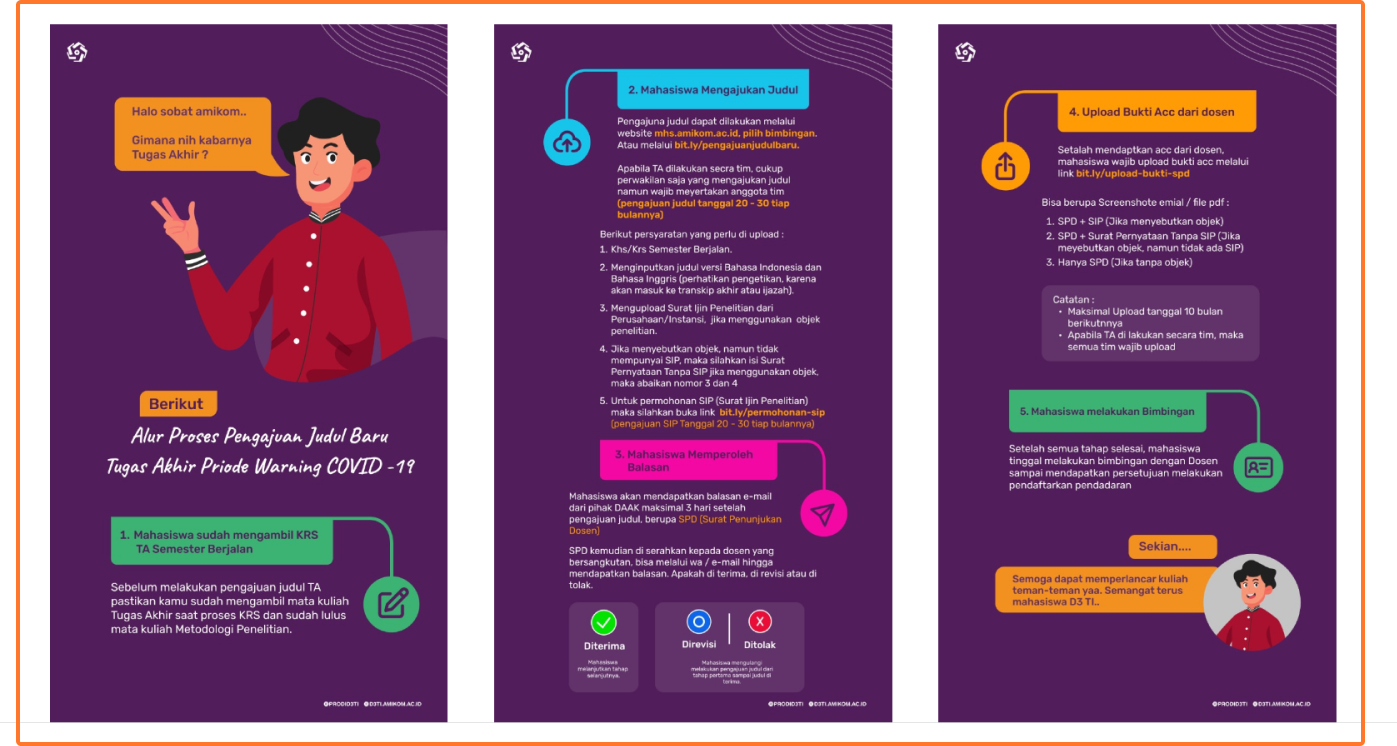 Halo sobat amikom..
Gimana nih kabarnya
Tugas Akhir ?
Berikut
Alur Proses Pengajuan Judul Baru
Tugas Akhir Priode Warning COVID -19
1. Mahasiswa sudah mengambil KRS
TA Semester Berjalan
Sebelum melakukan pengajuan judul TA
pastikan kamu sudah mengambil mata kuliah
Tugas Akhir saat proses KRS dan sudah lulus
mata kuliah Metodologi Penelitian.
@PRODID3TI @D3TI.AMIKOM.AC.ID
2. Mahasiswa Mengajukan Judul
Pengajuna judul dapat dilakukan melalui
website mhs.amikom.ac.id, pilih bimbingan.
Atau melalui bit.ly/pengajuanjudulbaru.
Apabila TA dilakukan secra tim, cukup
perwakilan saja yang mengajukan judul
namun wajib meyertakan anggota tim
(pengajuan judul tanggal 20 - 30 tiap
bulannya)
Berikut persyaratan yang perlu di upload :
1. Khs/Krs Semester Berjalan.
2. Menginputkan judul versi Bahasa Indonesia dan
Bahasa Inggris (perhatikan pengetikan, karena
akan masuk ke transkip akhir atau ijazah).
3. Mengupload Surat Ijin Penelitian dari
Perusahaan/Instansi, jika menggunakan objek
penelitian.
4. Jika menyebutkan objek, namun tidak
mempunyai SIP, maka silahkan isi Surat
Pernyataan Tanpa SIP jika menggunakan objek,
maka abaikan nomor 3 dan 4
5. Untuk permohonan SIP (Surat Ijin Penelitian)
maka silahkan buka link bit.ly/permohonan-sip
(pengajuan SIP Tanggal 20 - 30 tiap bulannya)
3. Mahasiswa Memperoleh
Balasan
Mahasiswa akan mendapatkan balasan e-mail
dari pihak DAAK maksimal 3 hari setelah
pengajuan judul, berupa SPD (Surat Penunjukan
Dosen)
SPD kemudian di serahkan kepada dosen yang
bersangkutan, bisa melalui wa / e-mail hingga
mendapatkan balasan. Apakah di terima, di revisi atau di
tolak.
Diterima
Mahasiswa
melanjutkan tahap
selanjutnya.
Direvisi
Ditolak
Mahasiswa mengulangi
melakukan pengajuan judul dari
tahap pertama sampai judul di
terima.
@PRODID3TI @D3TI.AMIKOM.AC.ID
4. Upload Bukti Acc dari dosen
Setalah mendaptkan acc dari dosen,
mahasiswa wajib upload bukti acc melalui
link bit.ly/upload-bukti-spd
Bisa berupa Screenshote emial / file pdf :
1. SPD + SIP (Jika menyebutkan objek)
2. SPD + Surat Pernyataan Tanpa SIP (Jika
meyebutkan objek, namun tidak ada SIP)
3. Hanya SPD (Jika tanpa objek)
Catatan :
• Maksimal Upload tanggal 10 bulan
berikutnnya
• Apabila TA di lakukan secara tim, maka
semua tim wajib upload
5. Mahasiswa melakukan Bimbingan
Setelah semua tahap selesai, mahasiswa
tinggal melakukan bimbingan dengan Dosen
sampai mendapatkan persetujuan melakukan
pendaftarkan pendadaran
Sekian....
Semoga dapat memperlancar kuliah
teman-teman yaa. Semangat terus
mahasiswa D3 TI..
@PRODID3TI @D3TI.AMIKOM.AC.ID